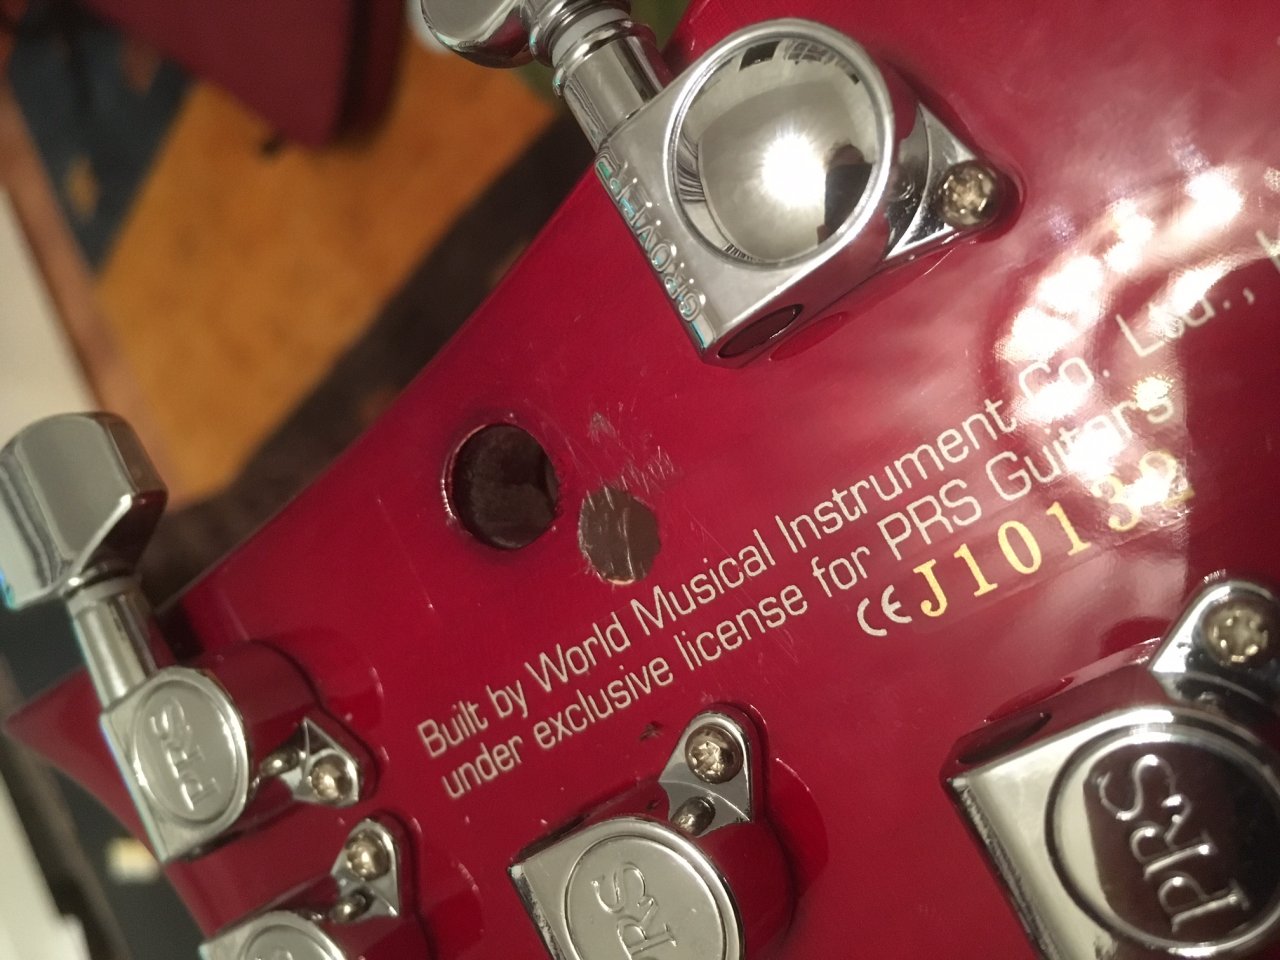 GROVER
Built by World Musical Instrument Co. Ltd.,
under exclusive license for PRS Guitars
CE J10132
PRS
PRS
PRS